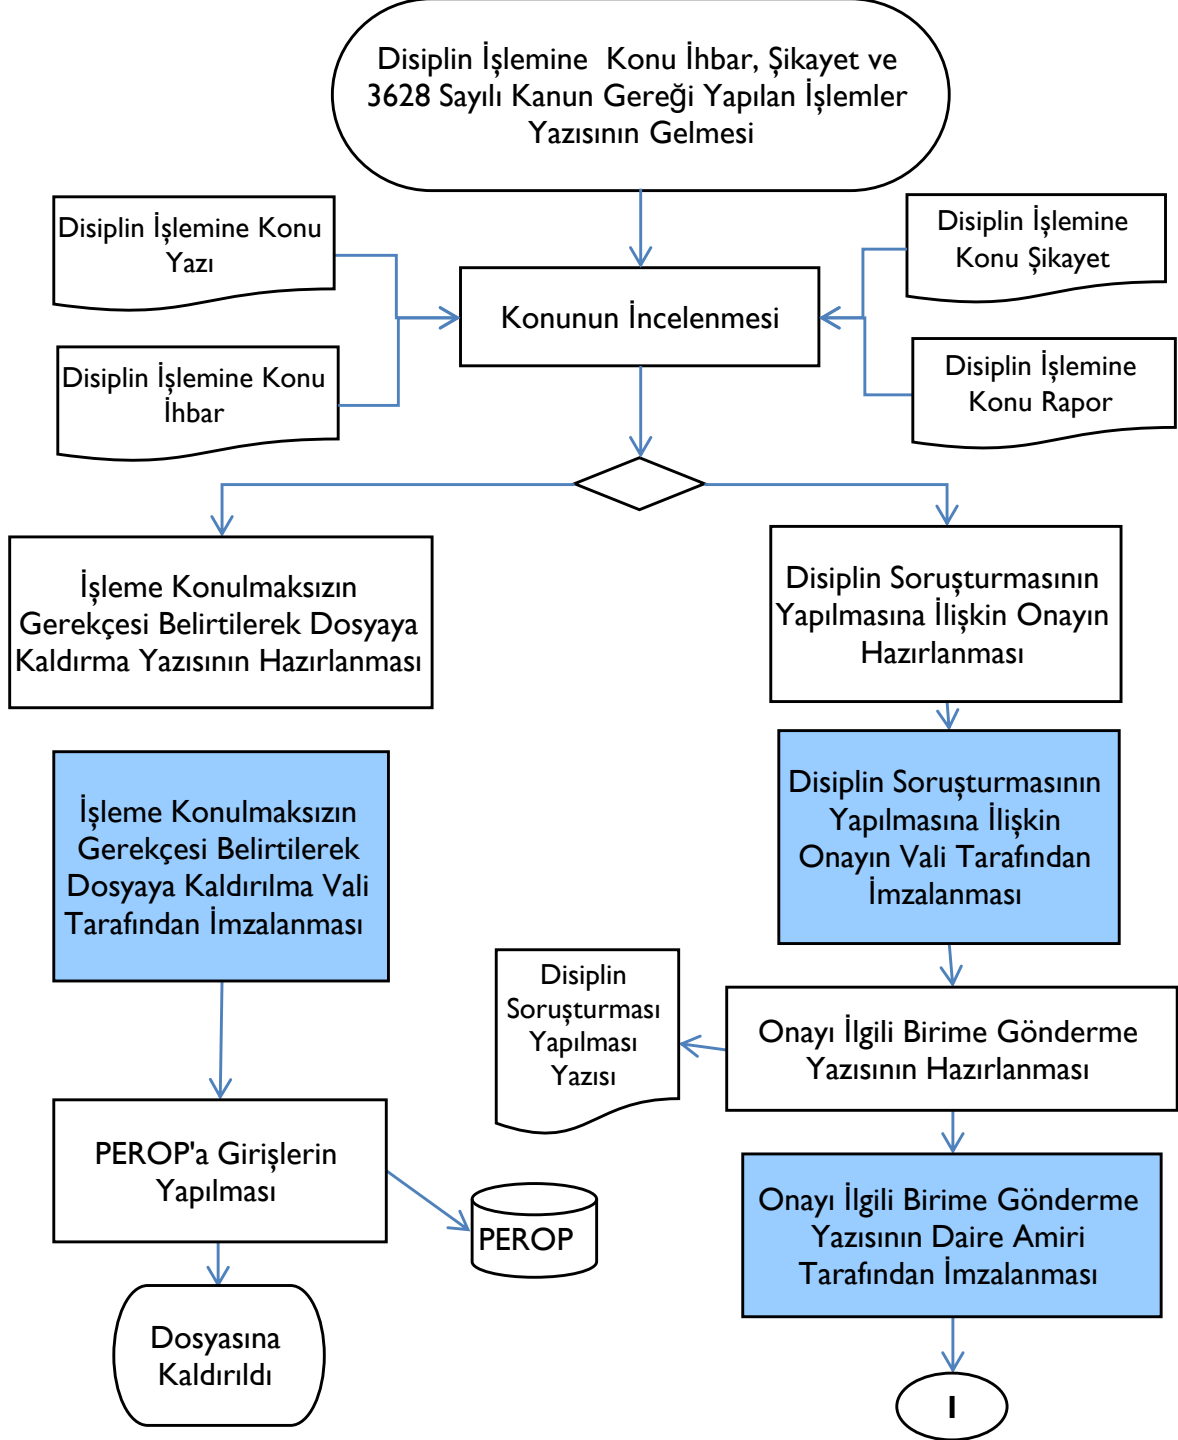 Disiplin İşlemine Konu İhbar, Şikayet ve
3628 Sayılı Kanun Gereği Yapılan İşlemler
Yazısının Gelmesi
Disiplin İşlemine Konu
Yazı
Disiplin İşlemine
Konu Şikayet
Konunun İncelenmesi
Disiplin İşlemine Konu
İhbar
Disiplin İşlemine
Konu Rapor
İşleme Konulmaksızın
Gerekçesi Belirtilerek Dosyaya
Kaldırma Yazısının Hazırlanması
Disiplin Soruşturmasının
Yapılmasına İlişkin Onayın
Hazırlanması
İşleme Konulmaksızın
Gerekçesi Belirtilerek
Dosyaya Kaldırılma Vali
Tarafından İmzalanması
Disiplin Soruşturmasının
Yapılmasına İlişkin
Onayın Vali Tarafından
İmzalanması
Disiplin
Soruşturması
Yapılması
Yazısı
Onayı İlgili Birime Gönderme
Yazısının Hazırlanması
PEROP'a Girişlerin
Yapılması
PEROP
Onayı İlgili Birime Gönderme
Yazısının Daire Amiri
Tarafından İmzalanması
Dosyasına
Kaldırıldı
1